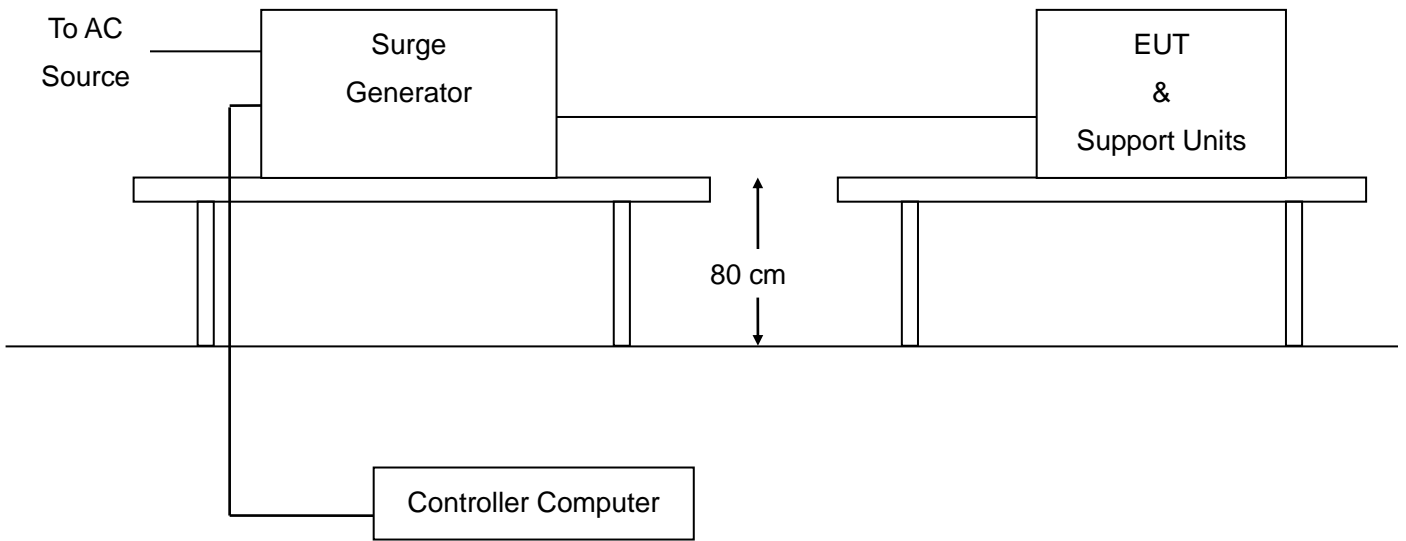 To AC
Source
Surge
Generator
EUT
&
Support Units
80 cm
Controller Computer